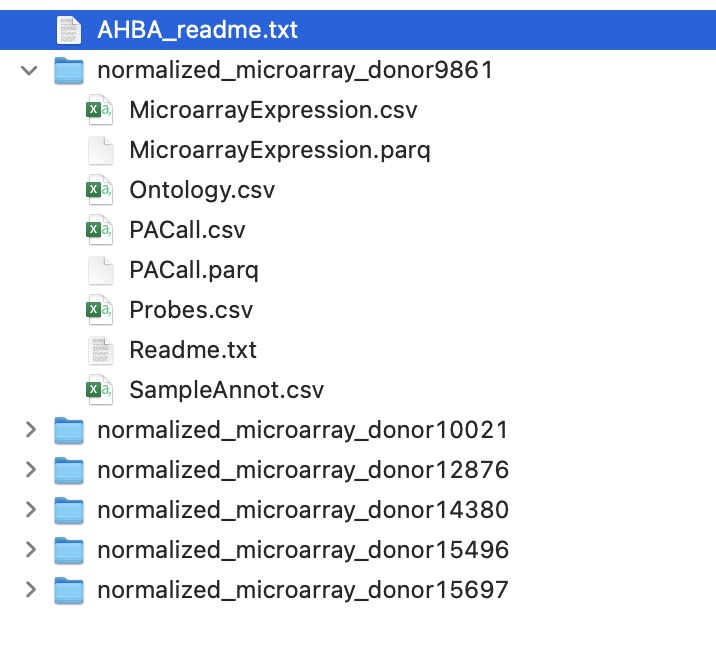 AHBA_readme.txt
normalized_microarray_donor9861
MicroarrayExpression.csv
MicroarrayExpression.parq
Ontology.csv
PACall.csv
PACall.parq
Probes.csv
Readme.txt
SampleAnnot.csv
normalized_microarray_donor10021
normalized_microarray_donor12876
normalized_microarray_donor14380
normalized_microarray_donor15496
normalized_microarray_donor15697